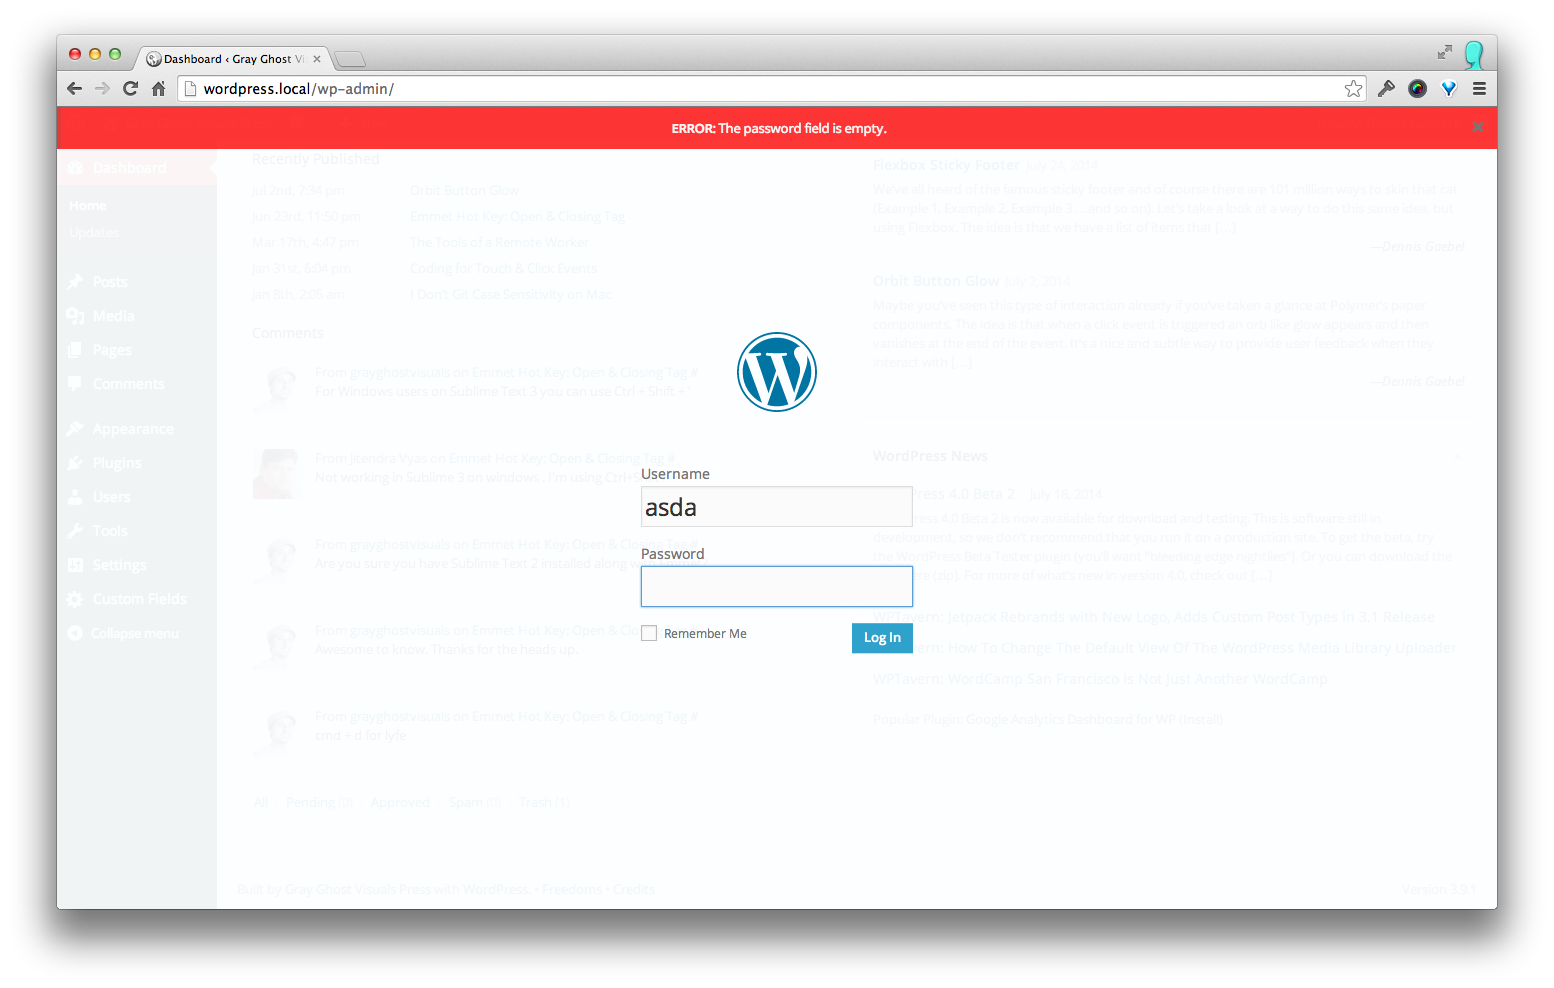 Dashboard ‹ Gray Ghost Vi
wordpress.local/wp-admin/
ERROR: The password field is empty.
Dashboard
Home
Updates
Posts
Media
Pages
Comments
Appearance
Plugins
Users
Tools
Settings
Custom Fields
Collapse menu
Recently Published
Jul 2nd, 7:34 pm Orbit Button Glow
Jun 23rd, 11:50 pm Emmet Hot Key: Open & Closing Tag
Mar 17th, 4:47 pm The Tools of a Remote Worker
Jan 31st, 6:04 pm Coding for Touch & Click Events
Jan 8th, 2:05 am I Don't Git Case Sensitivity on Mac
Comments
From grayghostvisuals on Emmet Hot Key: Open & Closing Tag #
For Windows users on Sublime Text 3 you can use Ctrl + Shift + '
From Jitendra Vyas on Emmet Hot Key: Open & Closing Tag #
Not working in Sublime 3 on windows . I'm using Ctrl+S
From grayghostvisuals on Emmet Hot Key: Open & Closing Tag #
Are you sure you have Sublime Text 2 installed along with Emmet?
From grayghostvisuals on Emmet Hot Key: Open & Closing Tag #
Awesome to know. Thanks for the heads up.
From grayghostvisuals on Emmet Hot Key: Open & Closing Tag #
cmd + d for lyfe
All Pending (0) Approved Spam (0) Trash (1)
Username
asda
Password
Remember Me
Log In
Flexbox Sticky Footer July 24, 2014
We've all heard of the famous sticky footer and of course there are 101 million ways to skin that cat
(Example 1, Example 2, Example 3 …and so on). Let's take a look at a way to do this same idea, but
using Flexbox. The idea is that we have a list of items that […]
—Dennis Gaebel
Orbit Button Glow July 2, 2014
Maybe you've seen this type of interaction already if you've taken a glance at Polymer's paper
components. The idea is that when a click event is triggered an orb like glow appears and then
vanishes at the end of the event. It's a nice and subtle way to provide user feedback when they
interact with […]
—Dennis Gaebel
WordPress News
Press 4.0 Beta 2 July 18, 2014
ress 4.0 Beta 2 is now available for download and testing. This is software still in
development, so we don't recommend that you run it on a production site. To get the beta, try
the WordPress Beta Tester plugin (you'll want "bleeding edge nightlies"). Or you can download the
re (zip). For more of what's new in version 4.0, check out […]
WPTavern: Jetpack Rebrands with New Logo, Adds Custom Post Types in 3.1 Release
ern: How To Change The Default View Of The WordPress Media Library Uploader
WPTavern: WordCamp San Francisco is Not Just Another WordCamp
Popular Plugin: Google Analytics Dashboard for WP (Install)
Built by Gray Ghost Visuals Press with WordPress. • Freedoms • Credits
Version 3.9.1